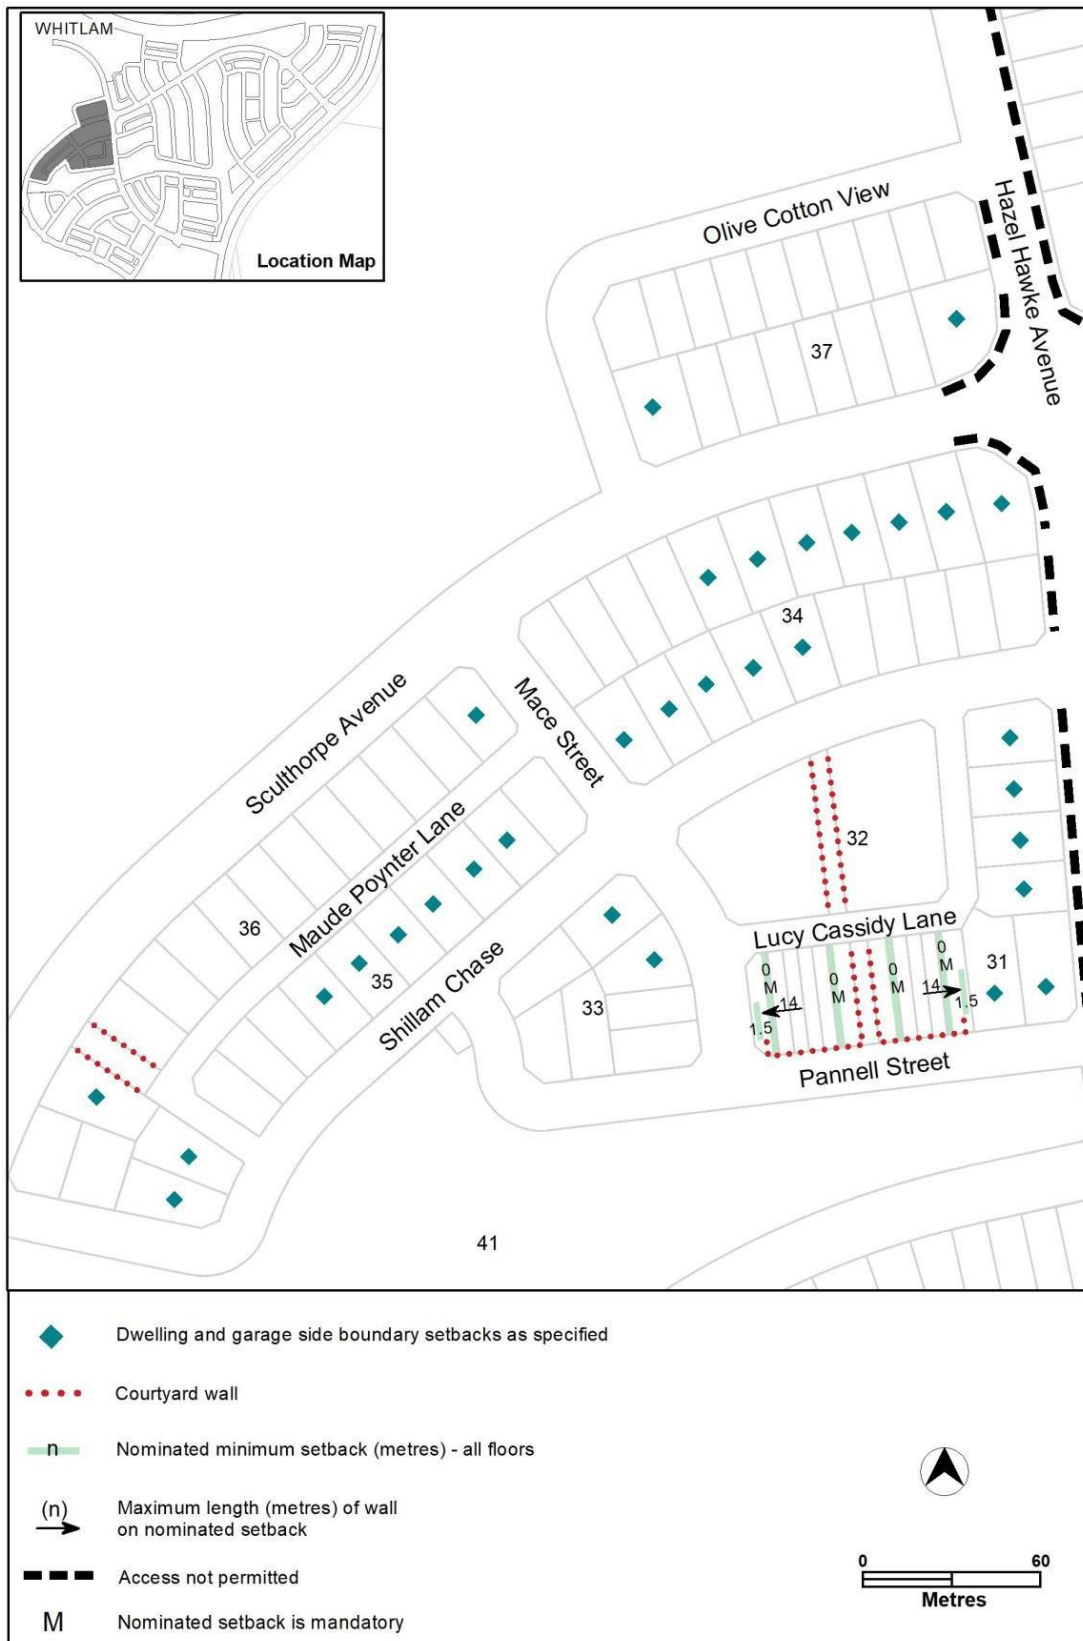 WHITLAM
Location Map
Olive Cotton View
Hazel Hawke Avenue
37
34
Mace Street
Sculthorpe Avenue
Maude Poynter Lane
32
36
Lucy Cassidy Lane
35
Shillam Chase
33
31
0
M
0
M
0
M
0
M
14
14
1.5
1.5
Pannell Street
41
Dwelling and garage side boundary setbacks as specified
Courtyard wall
n
Nominated minimum setback (metres) - all floors
(n)
Maximum length (metres) of wall
on nominated setback
Access not permitted
M
Nominated setback is mandatory
0
60
Metres